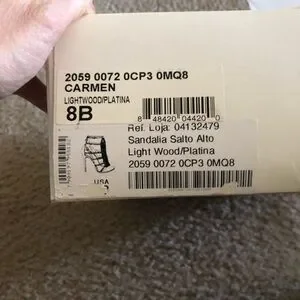 2059 0072 0CP3 0MQ8
CARMEN
LIGHTWOOD/PLATINA
8B
8 48420 04420 0
Ref. Loja: 04132479
Sandalia Salto Alto
Light Wood/Platina
2059 0072 0CP3 0MQ8
USA